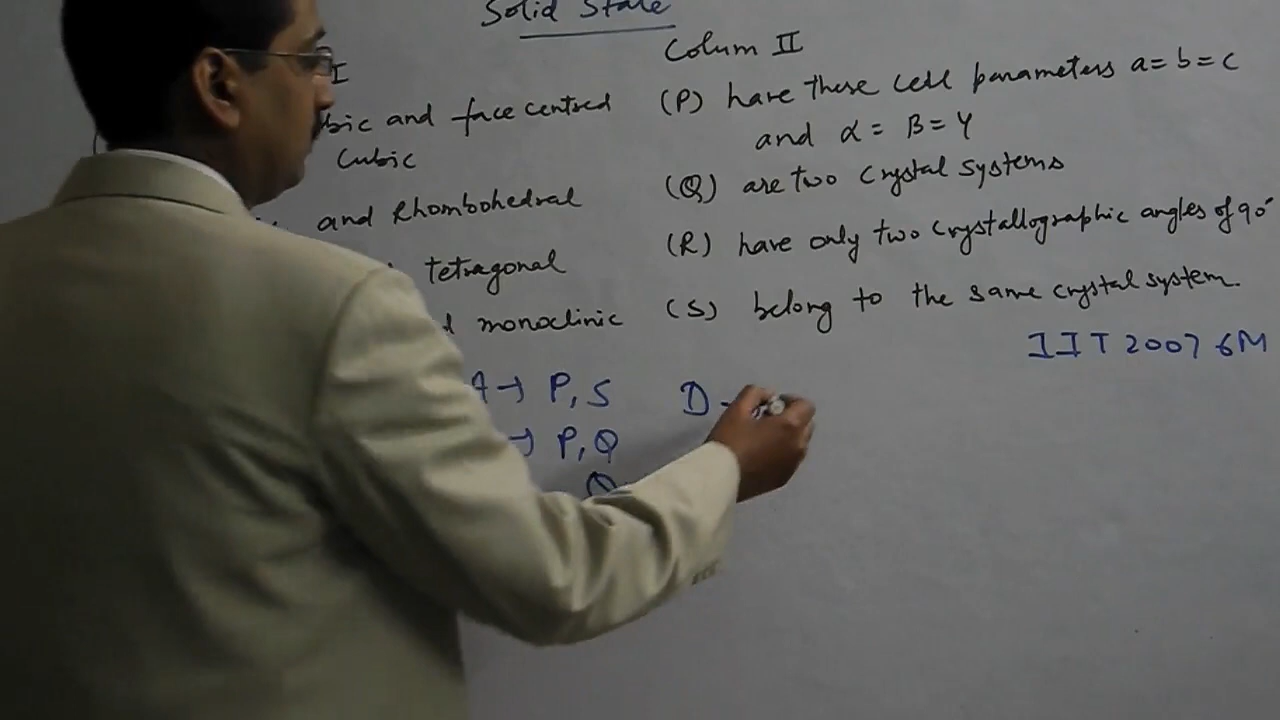 Solid State
I
Colum II
bic and face centred
Cubic
(P) have these cell parameters a=b=c
and α = β = γ
and Rhombohedral
(Q) are two crystal systems
tetragonal
(R) have only two crystallographic angles of 90°
monoclinic
(S) belong to the same crystal system.
IIT 2007 6M
A → P, S
D -
→ P, Q
Q